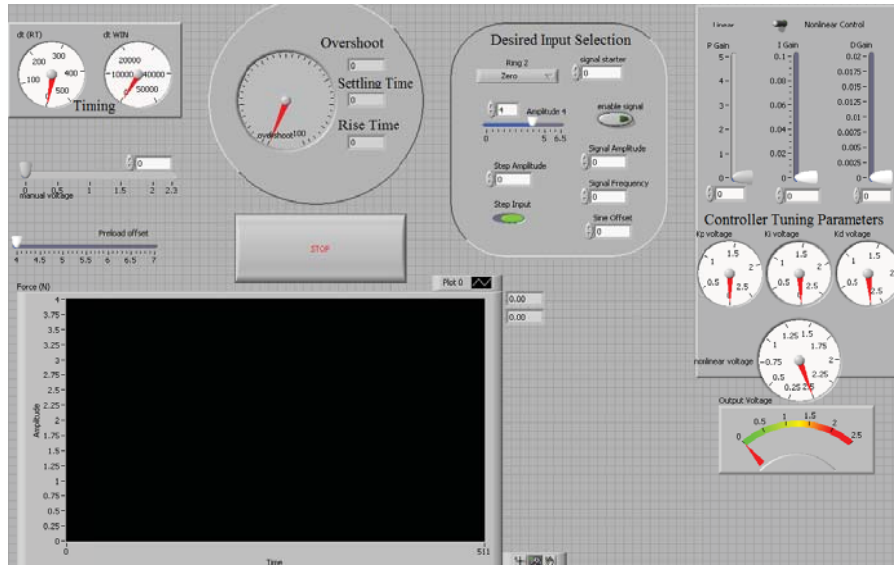 dt (RT)
dt WIN
200 300
100 400
0 500
20000
10000 40000
0 50000
Timing
Overshoot
0
Settling Time
0
Rise Time
0
overshoot 100
Desired Input Selection
Ring 2
Zero
signal starter
0
4
Amplitude 4
0 5 6.5
enable signal
Signal Amplitude
0
Step Amplitude
0
Signal Frequency
0
Step Input
Sine Offset
0
Linear
Nonlinear Control
P Gain
I Gain
D Gain
5-
4-
3-
2-
1-
0-
0.1
0.08
0.06
0.04
0.02
0-
0.02
0.0175
0.015
0.0125
0.01
0.0075
0.005
0.0025
0-
0
0
0
Controller Tuning Parameters
Kp voltage
Ki voltage
Kd voltage
1 1.5
0.5 2
0 2.5
1 1.5
0.5 2
0 2.5
1 1.5
0.5 2
2.5
nonlinear voltage
1.25
1 1.75
0.75 2
0.5 2.25
0.25 2.5
Output Voltage
0 0.5 1 1.5 2 2.5
0
0 0.5 1 1.5 2 2.3
manual voltage
Preload offset
4 4.5 5 5.5 6 6.5 7
STOP
Plot 0
0.00
0.00
Force (N)
4-
3.75-
3.5-
3.25-
3-
2.75-
2.5-
2.25-
2-
1.75-
1.5-
1.25-
1-
0.75-
0.5-
0.25-
0-
Amplitude
0
511
Time